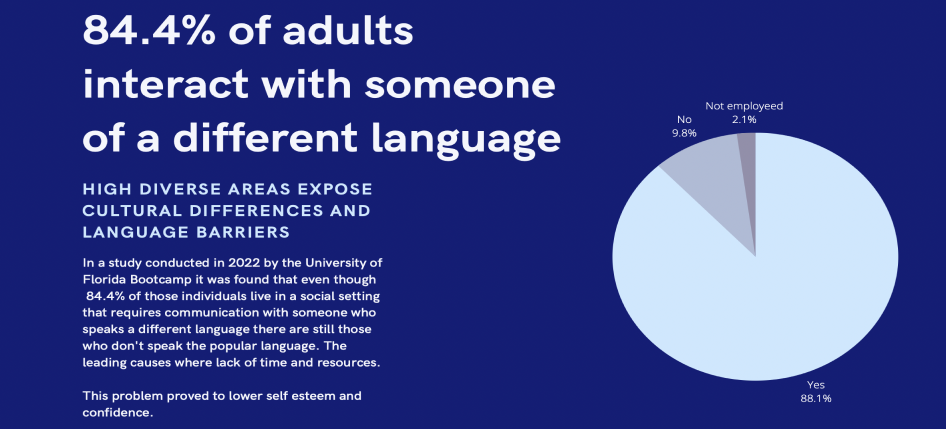 84.4% of adults
interact with someone
of a different language
HIGH DIVERSE AREAS EXPOSE
CULTURAL DIFFERENCES AND
LANGUAGE BARRIERS
In a study conducted in 2022 by the University of
Florida Bootcamp it was found that even though
84.4% of those individuals live in a social setting
that requires communication with someone who
speaks a different language there are still those
who don't speak the popular language. The
leading causes where lack of time and resources.
This problem proved to lower self esteem and
confidence.
Not employeed
2.1%
No
9.8%
Yes
88.1%